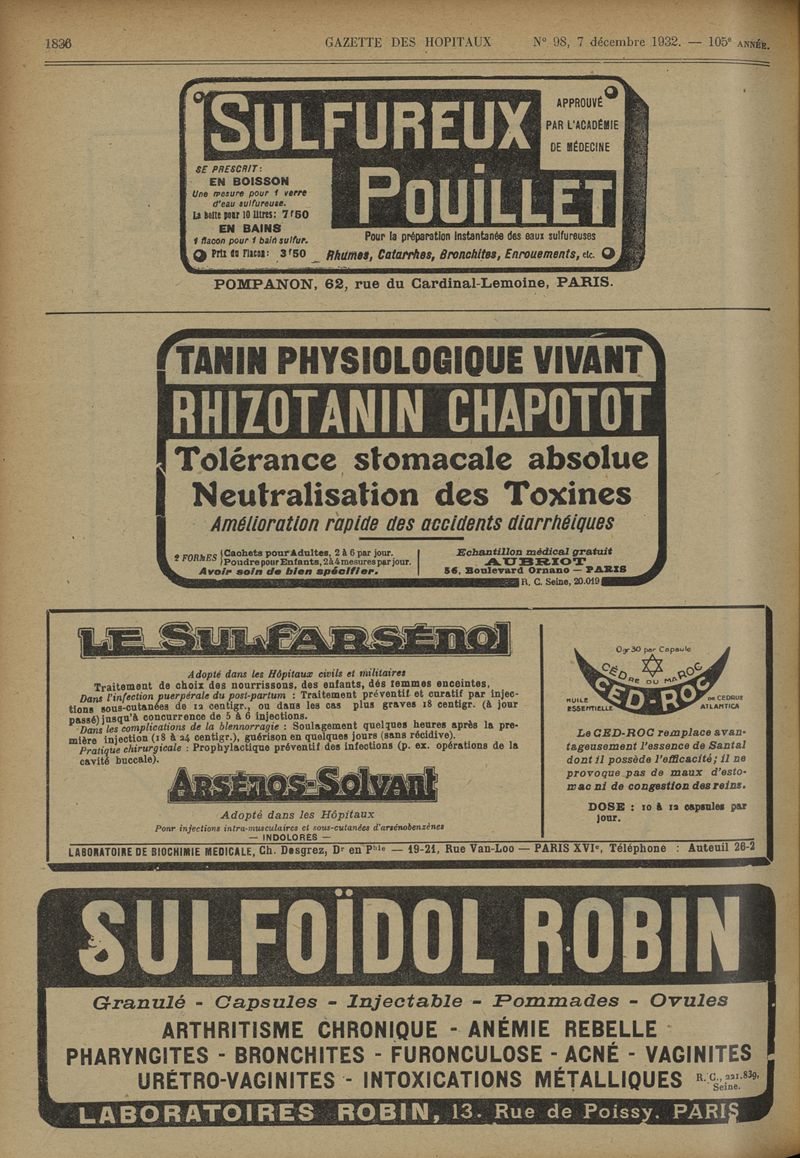 1836
GAZETTE DES HOPITAUX
N° 98, 7 décembre 1932. — 105e ANNÉE.
SULFUREUX
APPROUVÉ
PAR L'ACADÉMIE
DE MÉDECINE
POUILLET
SE PRESCRIT:
EN BOISSON
Une mesure pour 1 verre
d'eau sulfureuse.
La boîte pour 10 litres: 7f50
EN BAINS
1 flacon pour 1 bain sulfur.
Prix du Flacon: 3f50
Pour la préparation instantanée des eaux sulfureuses
Rhumes, Catarrhes, Bronchites, Enrouements, etc.
POMPANON, 62, rue du Cardinal-Lemoine, PARIS.
TANIN PHYSIOLOGIQUE VIVANT
RHIZOTANIN CHAPOTOT
Tolérance stomacale absolue
Neutralisation des Toxines
Amélioration rapide des accidents diarrhéiques
2 FORMES
Cachets pour Adultes, 2 à 6 par jour.
Poudre pour Enfants, 2 à 4 mesures par jour.
Avoir soin de bien spécifier.
Echantillon médical gratuit
AUBRIOT
56, Boulevard Ornano — PARIS
R. C. Seine, 20.019
LE SULFARSÉNOL
Adopté dans les Hôpitaux civils et militaires
Traitement de choix des nourrissons, des enfants, des femmes enceintes.
Dans l'infection puerpérale du post-partum : Traitement préventif et curatif par injec-
tions sous-cutanées de 12 centigr., ou dans les cas plus graves 18 centigr. (à jour
passé) jusqu'à concurrence de 5 à 6 injections.
Dans les complications de la blennorragie : Soulagement quelques heures après la pre-
mière injection (18 à 24 centigr.), guérison en quelques jours (sans récidive).
Pratique chirurgicale : Prophylactique préventif des infections (p. ex. opérations de la
cavité buccale).
ARSÉNOS-SOLVANT
Adopté dans les Hôpitaux
Pour injections intra-musculaires et sous-cutanées d'arsénobenzènes
— INDOLORES —
0gr30 par Capsule
CÈDRE DU MAROC
CED-ROC
HUILE
ESSENTIELLE
DE CEDRUS
ATLANTICA
Le CED-ROC remplace avan-
tageusement l'essence de Santal
dont il possède l'efficacité; il ne
provoque pas de maux d'esto-
mac ni de congestion des reins.
DOSE : 10 à 12 capsules par
jour.
LABORATOIRE DE BIOCHIMIE MEDICALE, Ch. Desgrez, Dr en Phie — 19-21, Rue Van-Loo — PARIS XVIe, Téléphone : Auteuil 26-2
SULFOÏDOL ROBIN
Granulé - Capsules - Injectable - Pommades - Ovules
ARTHRITISME CHRONIQUE - ANÉMIE REBELLE
PHARYNGITES - BRONCHITES - FURONCULOSE - ACNÉ - VAGINITES
URÉTRO-VAGINITES - INTOXICATIONS MÉTALLIQUES
R. C., 221.839,
Seine.
LABORATOIRES ROBIN, 13. Rue de Poissy. PARIS